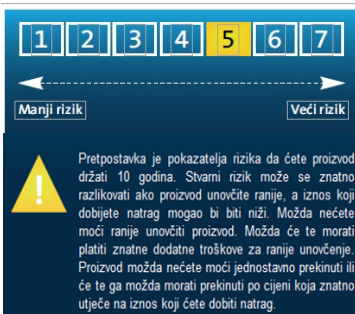 1 2 3 4 5 6 7
Manji rizik Veći rizik
Pretpostavka je pokazatelja rizika da ćete proizvod
držati 10 godina. Stvarni rizik može se znatno
razlikovati ako proizvod unovčite ranije, a iznos koji
dobijete natrag mogao bi biti niži. Možda nećete
moći ranije unovčiti proizvod. Možda će te morati
platiti znatne dodatne troškove za ranije unovčenje.
Proizvod možda nećete moći jednostavno prekinuti ili
će te ga možda morati prekinuti po cijeni koja znatno
utječe na iznos koji ćete dobiti natrag.